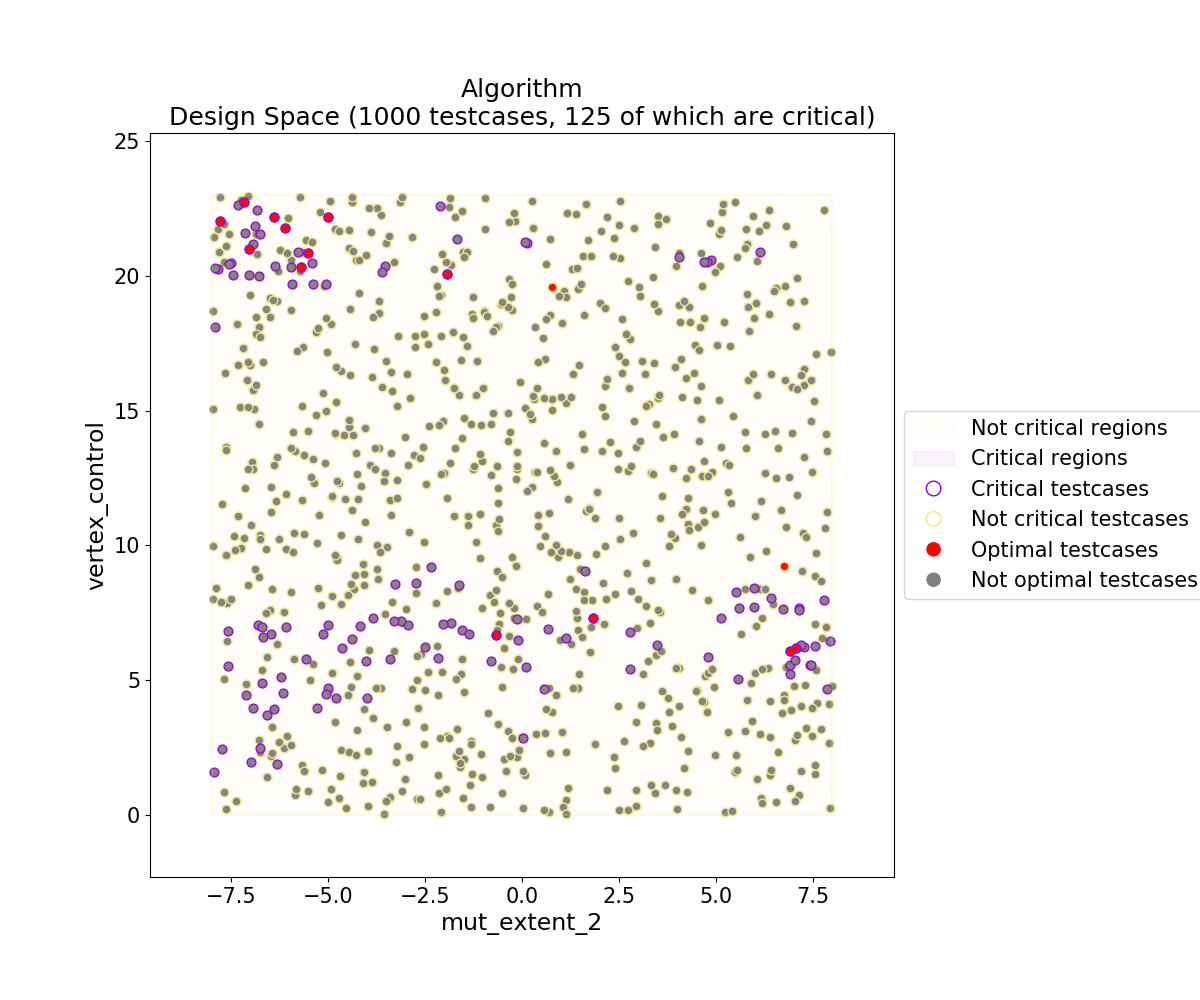 Algorithm
Design Space (1000 testcases, 125 of which are critical)
25
20
15
10
5
0
vertex_control
−7.5
−5.0
−2.5
0.0
2.5
5.0
7.5
mut_extent_2
Not critical regions
Critical regions
Critical testcases
Not critical testcases
Optimal testcases
Not optimal testcases